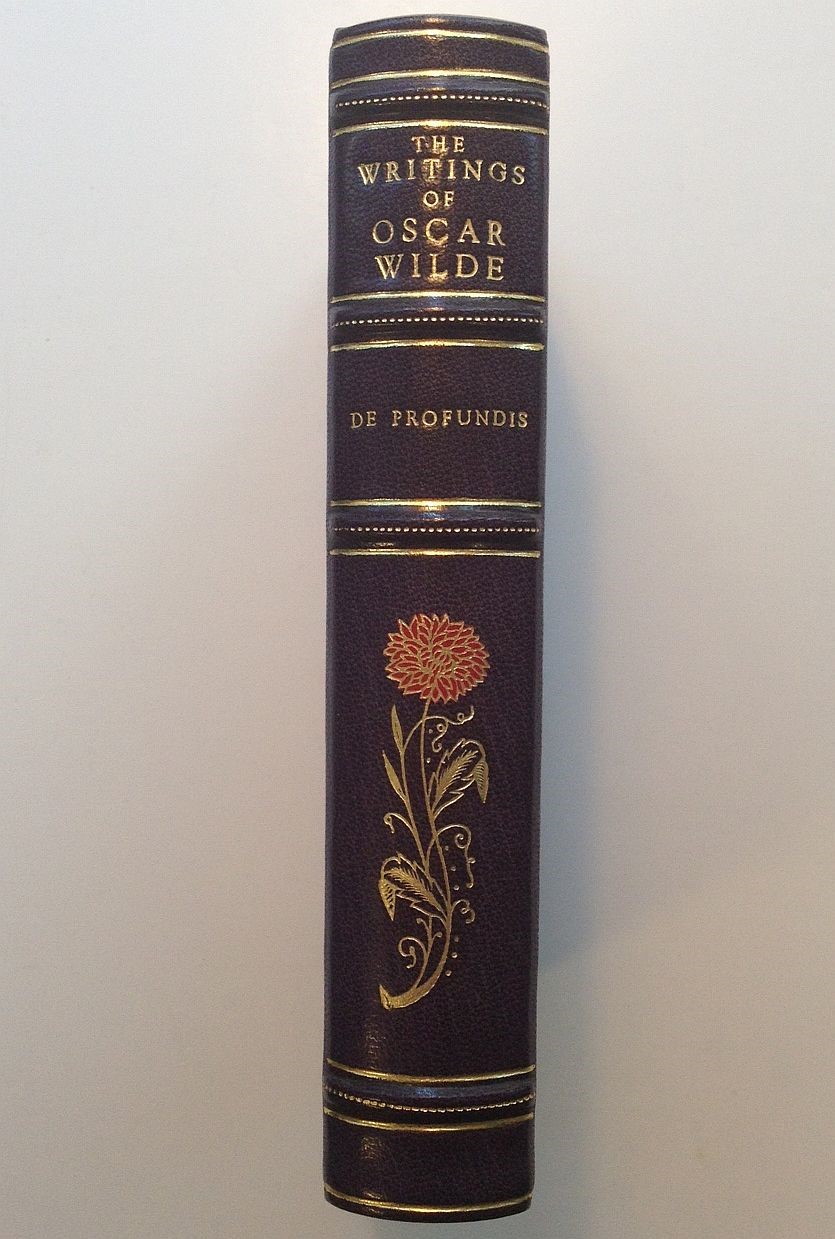 THE
WRITINGS
OF
OSCAR
WILDE
DE PROFUNDIS